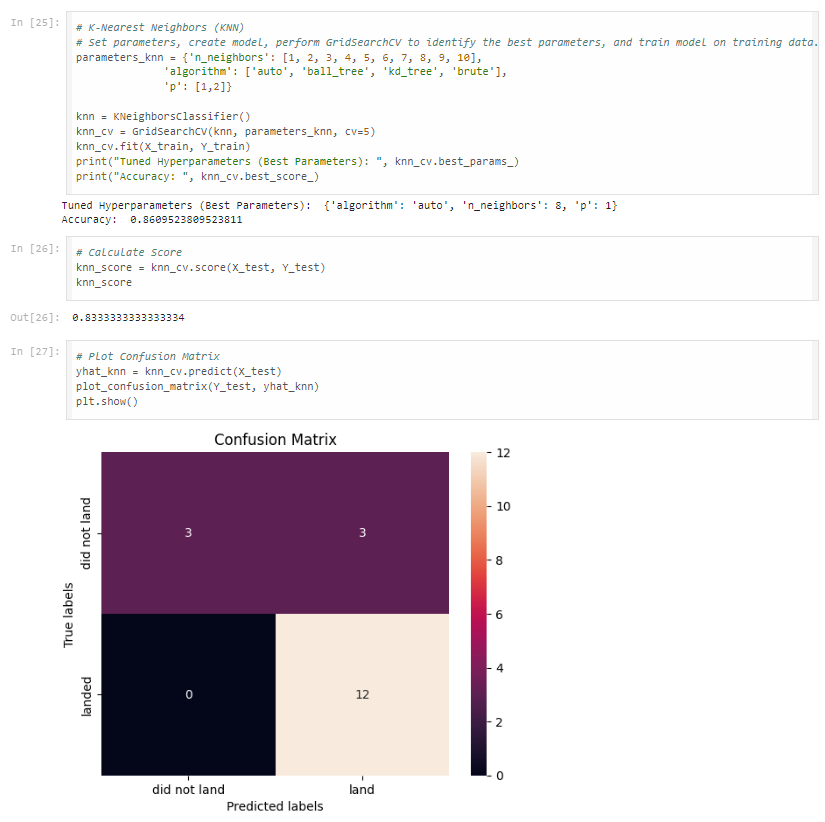 In [25]:
# K-Nearest Neighbors (KNN)
# Set parameters, create model, perform GridSearchCV to identify the best parameters, and train model on training data.
parameters_knn = {'n_neighbors': [1, 2, 3, 4, 5, 6, 7, 8, 9, 10],
'algorithm': ['auto', 'ball_tree', 'kd_tree', 'brute'],
'p': [1,2]}
knn = KNeighborsClassifier()
knn_cv = GridSearchCV(knn, parameters_knn, cv=5)
knn_cv.fit(X_train, Y_train)
print("Tuned Hyperparameters (Best Parameters): ", knn_cv.best_params_)
print("Accuracy: ", knn_cv.best_score_)
Tuned Hyperparameters (Best Parameters):  {'algorithm': 'auto', 'n_neighbors': 8, 'p': 1}
Accuracy:  0.8609523809523811
In [26]:
# Calculate Score
knn_score = knn_cv.score(X_test, Y_test)
knn_score
Out[26]: 0.8333333333333334
In [27]:
# Plot Confusion Matrix
yhat_knn = knn_cv.predict(X_test)
plot_confusion_matrix(Y_test, yhat_knn)
plt.show()
Confusion Matrix
did not land
3
3
True labels
landed
0
12
did not land
land
Predicted labels
12
10
8
6
4
2
0